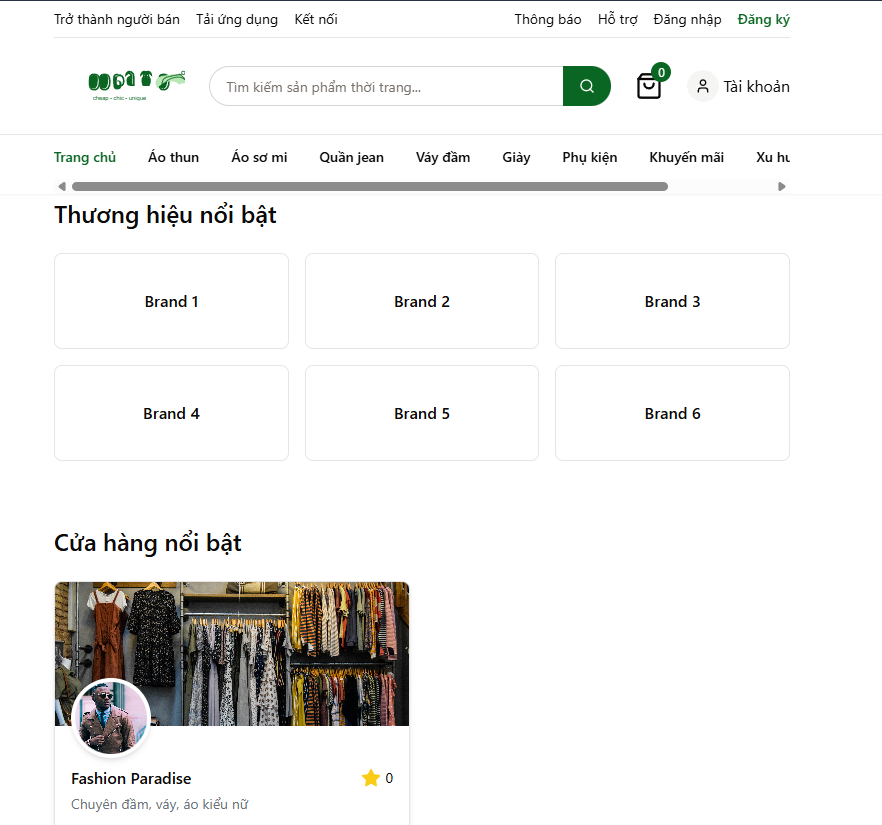 Trở thành người bán Tải ứng dụng Kết nối Thông báo Hỗ trợ Đăng nhập Đăng ký
cheap - chic - unique
Tìm kiếm sản phẩm thời trang... 0 Tài khoản
Trang chủ Áo thun Áo sơ mi Quần jean Váy đầm Giày Phụ kiện Khuyến mãi Xu hu
Thương hiệu nổi bật
Brand 1 Brand 2 Brand 3
Brand 4 Brand 5 Brand 6
Cửa hàng nổi bật
Fashion Paradise 0
Chuyên đầm, váy, áo kiểu nữ